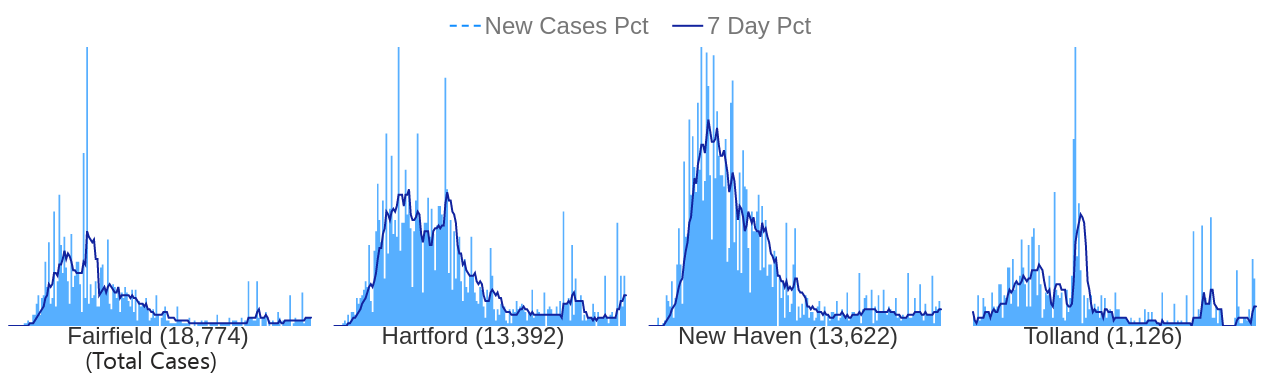 New Cases Pct 7 Day Pct
Fairfield (18,774) Hartford (13,392) New Haven (13,622) Tolland (1,126)
(Total Cases)